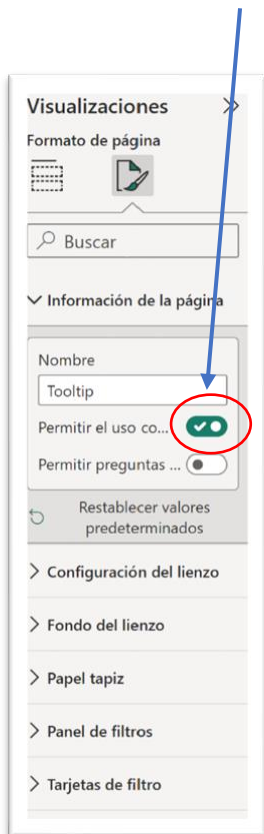 Visualizaciones
Formato de página
Buscar
Información de la página
Nombre
Tooltip
Permitir el uso co...
Permitir preguntas ...
Restablecer valores
predeterminados
Configuración del lienzo
Fondo del lienzo
Papel tapiz
Panel de filtros
Tarjetas de filtro